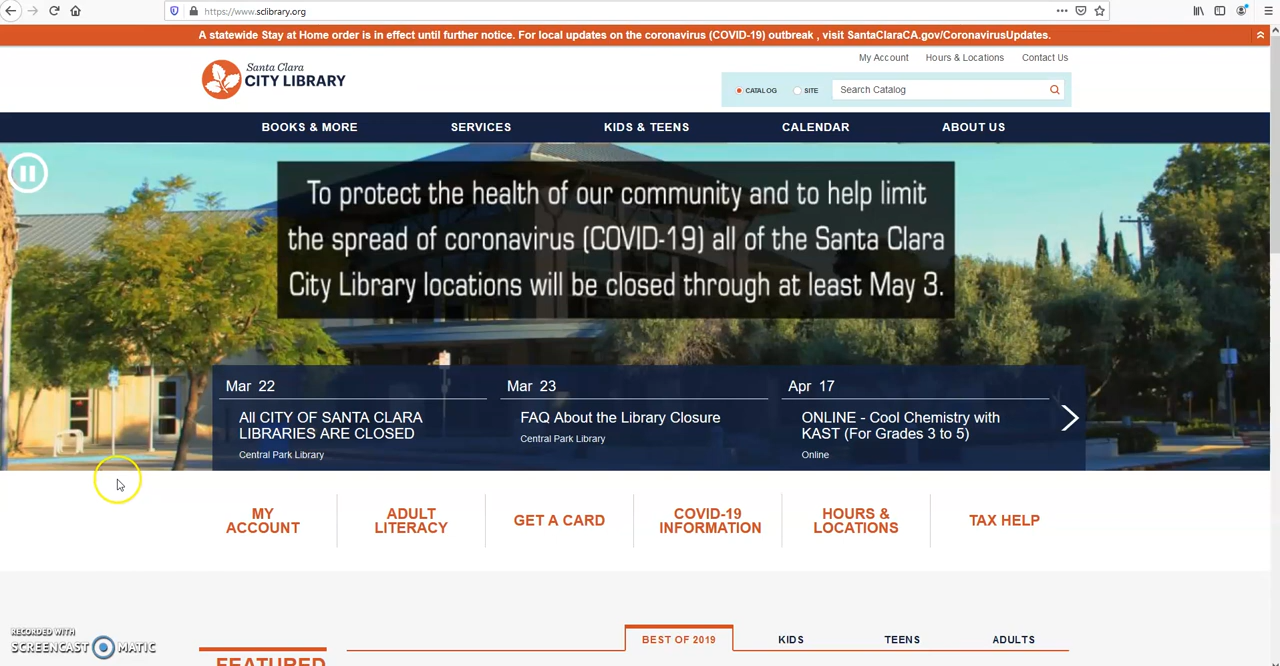 https://www.sclibrary.org
A statewide Stay at Home order is in effect until further notice. For local updates on the coronavirus (COVID-19) outbreak , visit SantaClaraCA.gov/CoronavirusUpdates.
My Account Hours & Locations Contact Us
Santa Clara
CITY LIBRARY
CATALOG SITE Search Catalog
BOOKS & MORE SERVICES KIDS & TEENS CALENDAR ABOUT US
To protect the health of our community and to help limit
the spread of coronavirus (COVID-19) all of the Santa Clara
City Library locations will be closed through at least May 3.
Mar 22
All CITY OF SANTA CLARA
LIBRARIES ARE CLOSED
Central Park Library
Mar 23
FAQ About the Library Closure
Central Park Library
Apr 17
ONLINE - Cool Chemistry with
KAST (For Grades 3 to 5)
Online
MY
ACCOUNT
ADULT
LITERACY
GET A CARD
COVID-19
INFORMATION
HOURS &
LOCATIONS
TAX HELP
BEST OF 2019 KIDS TEENS ADULTS
FEATURED
RECORDED WITH
SCREENCAST MATIC